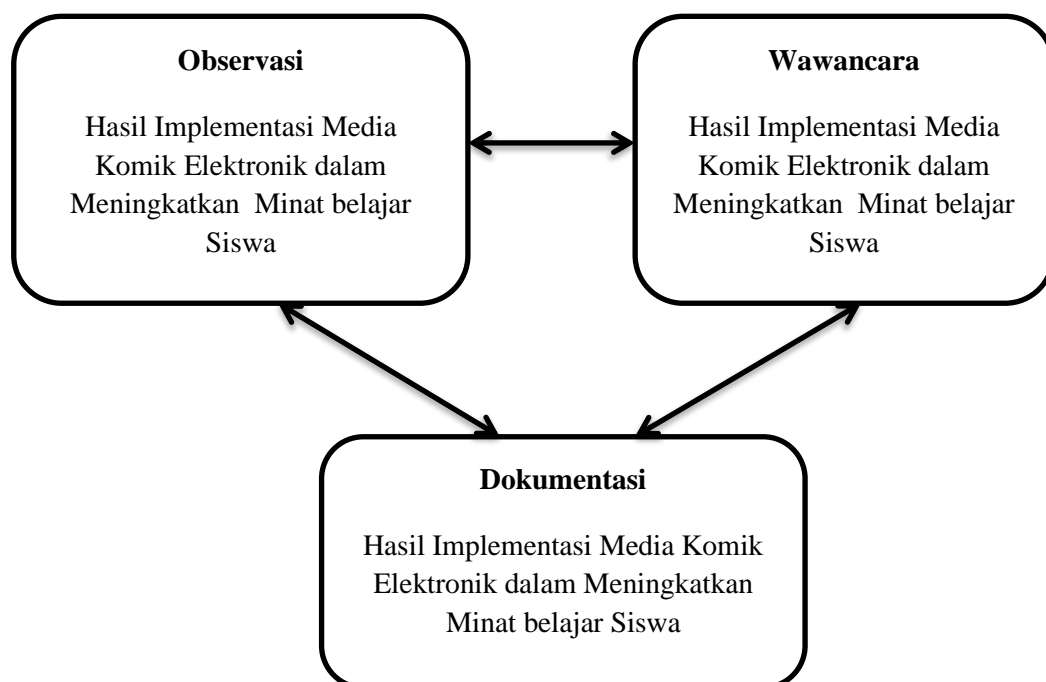 Observasi
Hasil Implementasi Media
Komik Elektronik dalam
Meningkatkan Minat belajar
Siswa
Wawancara
Hasil Implementasi Media
Komik Elektronik dalam
Meningkatkan Minat belajar
Siswa
Dokumentasi
Hasil Implementasi Media Komik
Elektronik dalam Meningkatkan
Minat belajar Siswa